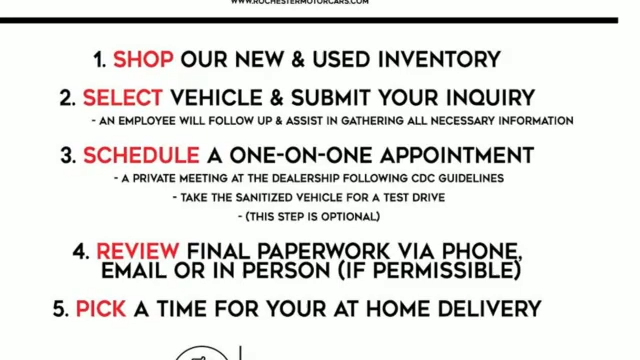 WWW.ROCHESTERMOTORCARS.COM
1. SHOP OUR NEW & USED INVENTORY
2. SELECT VEHICLE & SUBMIT YOUR INQUIRY
- AN EMPLOYEE WILL FOLLOW UP & ASSIST IN GATHERING ALL NECESSARY INFORMATION
3. SCHEDULE A ONE-ON-ONE APPOINTMENT
- A PRIVATE MEETING AT THE DEALERSHIP FOLLOWING CDC GUIDELINES
- TAKE THE SANITIZED VEHICLE FOR A TEST DRIVE
- (THIS STEP IS OPTIONAL)
4. REVIEW FINAL PAPERWORK VIA PHONE,
EMAIL OR IN PERSON (IF PERMISSIBLE)
5. PICK A TIME FOR YOUR AT HOME DELIVERY